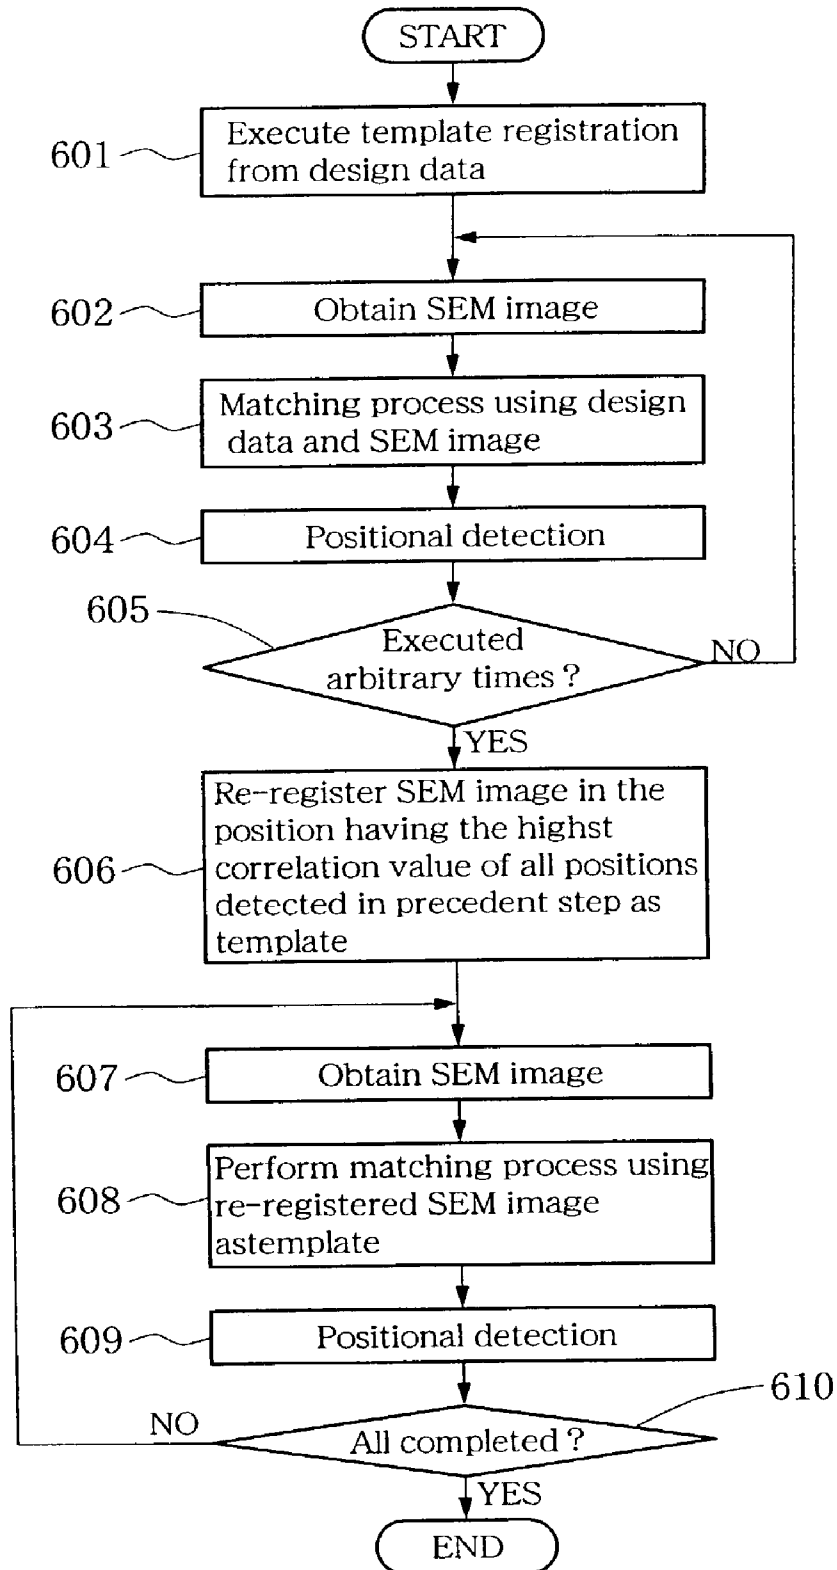 START
601
Execute template registration
from design data
602
Obtain SEM image
603
Matching process using design
data and SEM image
604
Positional detection
605
Executed
arbitrary times?
NO
YES
606
Re-register SEM image in the
position having the highst
correlation value of all positions
detected in precedent step as
template
607
Obtain SEM image
608
Perform matching process using
re-registered SEM image
astemplate
609
Positional detection
610
NO
All completed?
YES
END